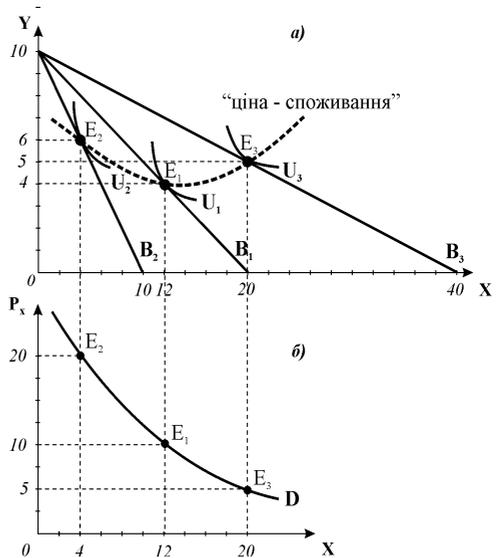 Y
а)
10
“ціна - споживання”
6
E₂
5
E₃
4
E₁
U₂
U₁
U₃
B₂
B₁
B₃
0
10 12
20
40
X
Pₓ
б)
20
E₂
10
E₁
5
E₃
D
0
4
12
20
X